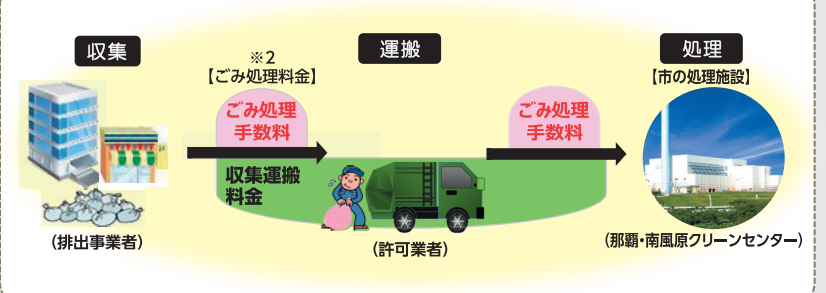 収集
※2
【ごみ処理料金】
運搬
処理
【市の処理施設】
ごみ処理
手数料
ごみ処理
手数料
収集運搬
料金
(排出事業者)
(許可業者)
(那覇・南風原クリーンセンター)